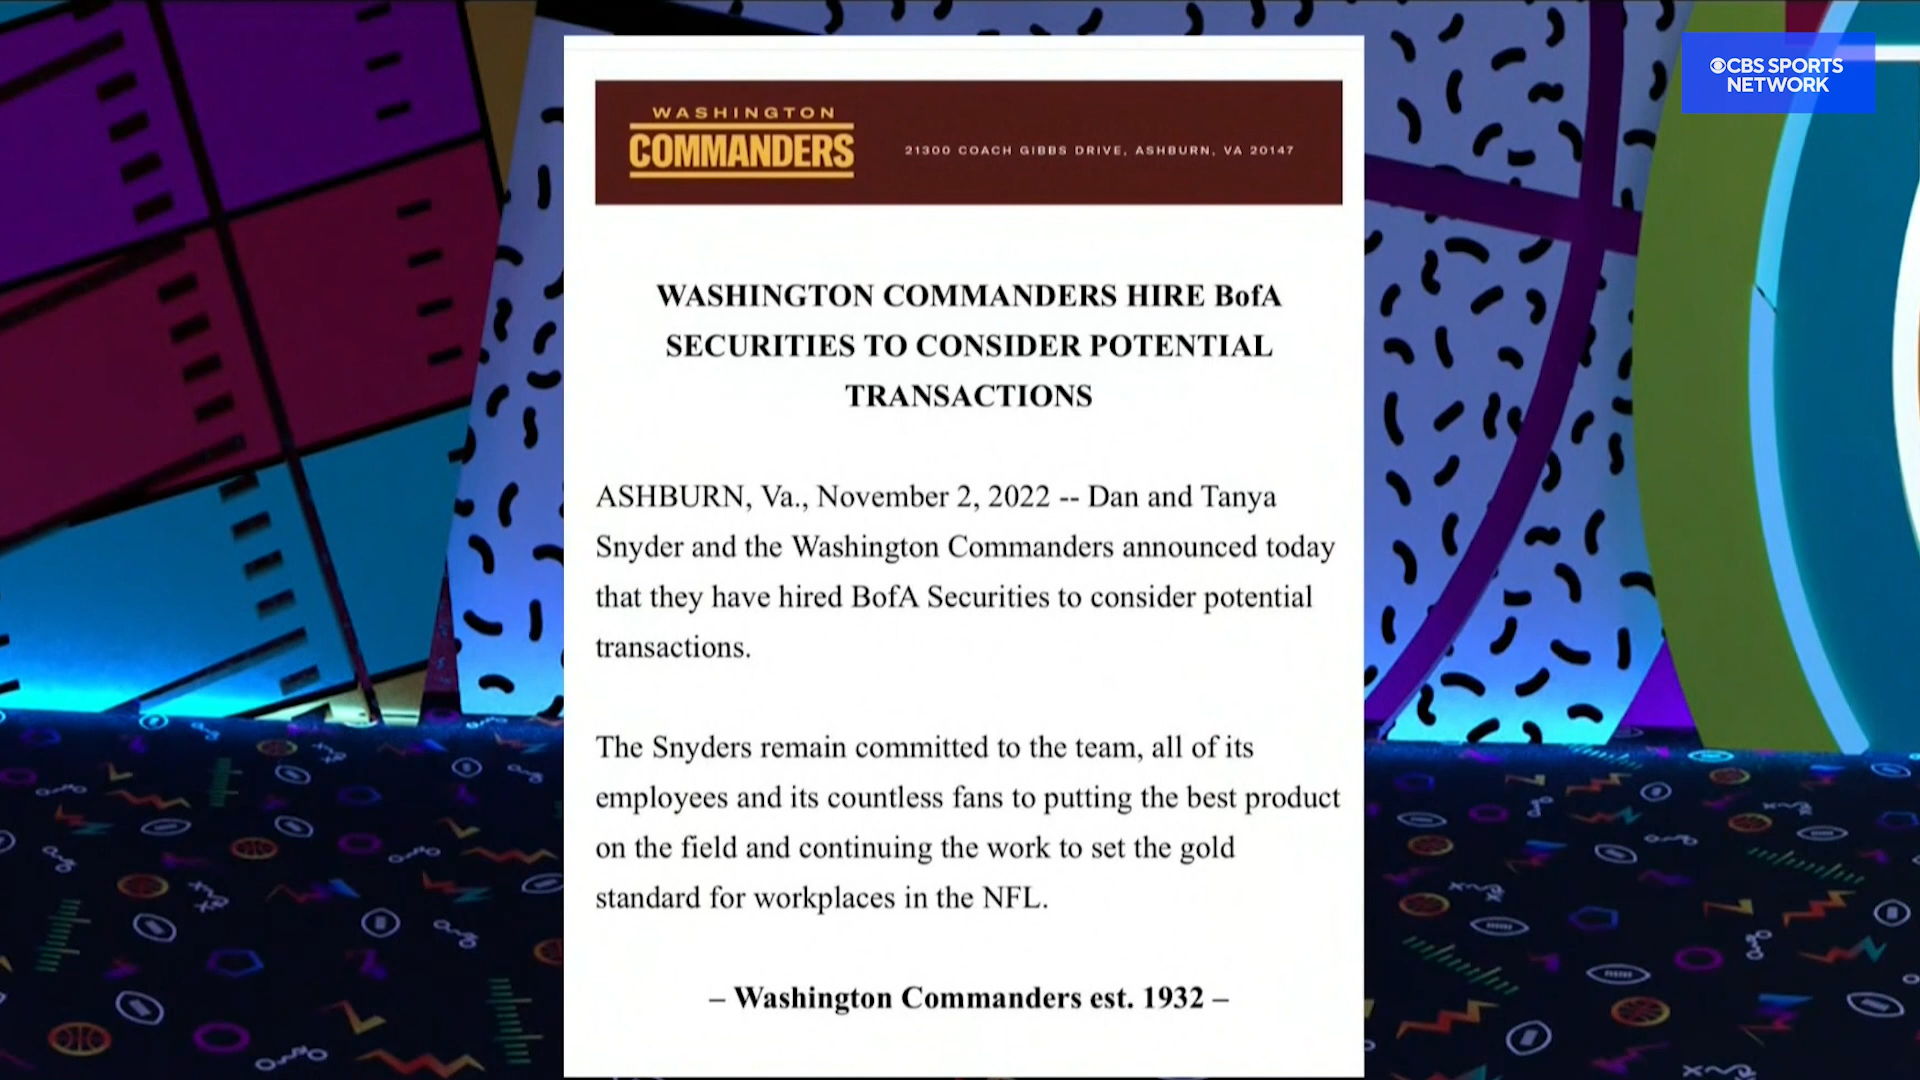 CBS SPORTS
NETWORK
WASHINGTON
COMMANDERS
21300 COACH GIBBS DRIVE, ASHBURN, VA 20147
WASHINGTON COMMANDERS HIRE BofA
SECURITIES TO CONSIDER POTENTIAL
TRANSACTIONS
ASHBURN, Va., November 2, 2022 -- Dan and Tanya
Snyder and the Washington Commanders announced today
that they have hired BofA Securities to consider potential
transactions.
The Snyders remain committed to the team, all of its
employees and its countless fans to putting the best product
on the field and continuing the work to set the gold
standard for workplaces in the NFL.
– Washington Commanders est. 1932 –